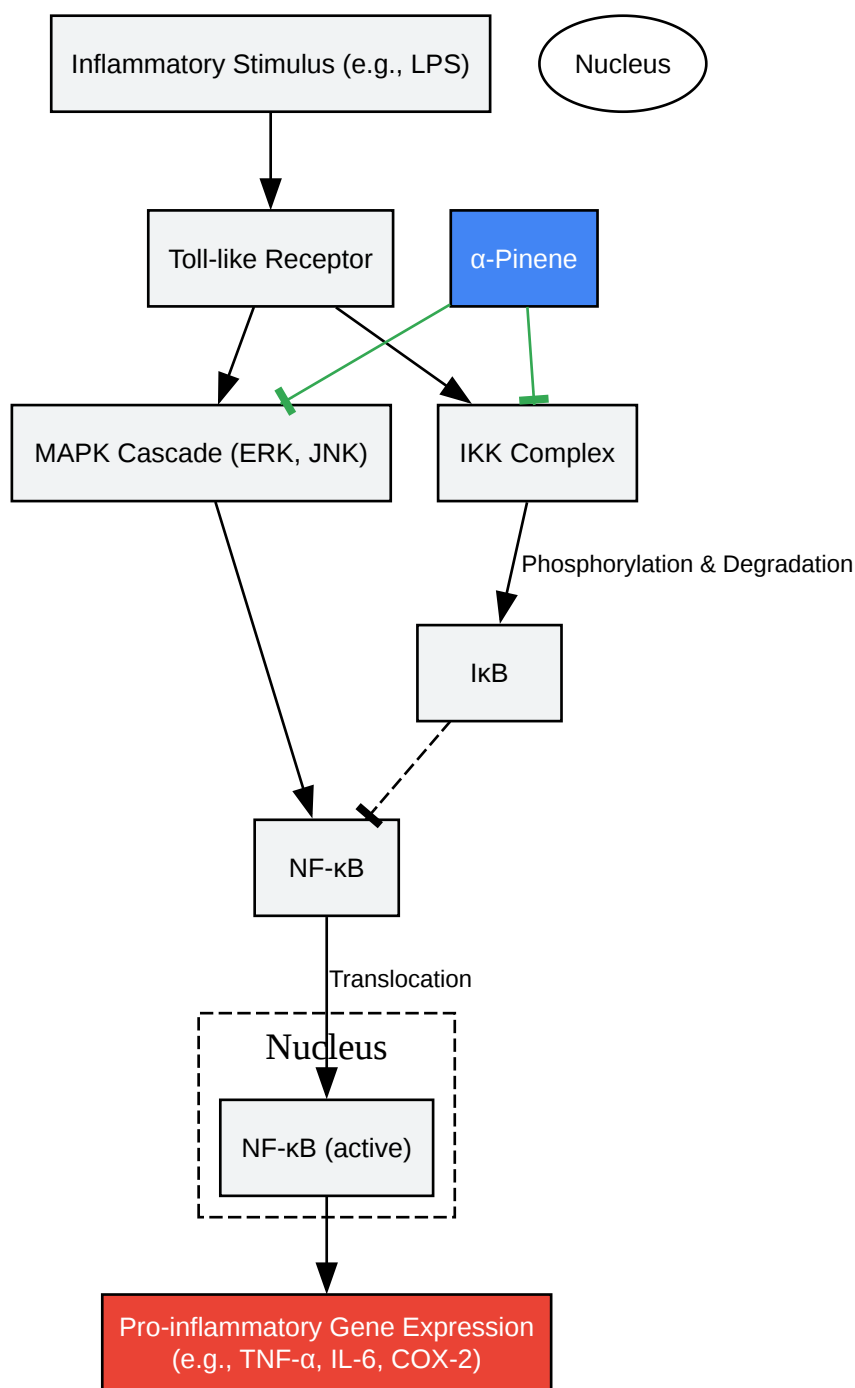 Inflammatory Stimulus (e.g., LPS)
Nucleus
Toll-like Receptor
α-Pinene
MAPK Cascade (ERK, JNK)
IKK Complex
Phosphorylation & Degradation
IκB
NF-κB
Translocation
Nucleus
NF-κB (active)
Pro-inflammatory Gene Expression
(e.g., TNF-α, IL-6, COX-2)